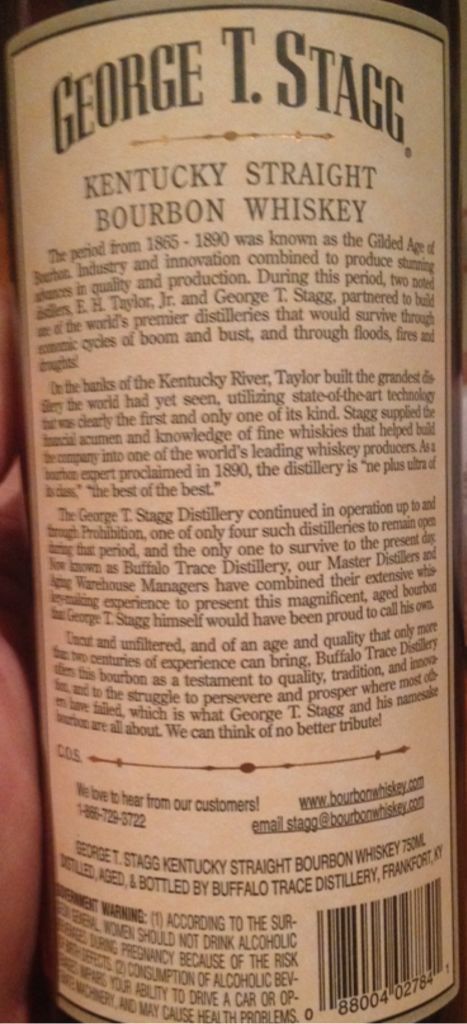 GEORGE T. STAGG®
KENTUCKY STRAIGHT
BOURBON WHISKEY
The period from 1865 - 1890 was known as the Gilded Age of
Bourbon. Industry and innovation combined to produce stunning
advances in quality and production. During this period, two noted
distillers, E. H. Taylor, Jr. and George T. Stagg, partnered to build
one of the world's premier distilleries that would survive through
economic cycles of boom and bust, and through floods, fires and
droughts!
On the banks of the Kentucky River, Taylor built the grandest dis-
tillery the world had yet seen, utilizing state-of-the-art technology
that was clearly the first and only one of its kind. Stagg supplied the
financial acumen and knowledge of fine whiskies that helped build
the company into one of the world's leading whiskey producers. As a
bourbon expert proclaimed in 1890, the distillery is "ne plus ultra of
its class," "the best of the best."
The George T. Stagg Distillery continued in operation up to and
through Prohibition, one of only four such distilleries to remain open
during that period, and the only one to survive to the present day.
Now known as Buffalo Trace Distillery, our Master Distillers and
Aging Warehouse Managers have combined their extensive whis-
key-making experience to present this magnificent, aged bourbon
that George T. Stagg himself would have been proud to call his own.
Uncut and unfiltered, and of an age and quality that only more
than two centuries of experience can bring, Buffalo Trace Distillery
offers this bourbon as a testament to quality, tradition, and innova-
tion, and to the struggle to persevere and prosper where most oth-
ers have failed, which is what George T. Stagg and his namesake
bourbon are all about. We can think of no better tribute!
C.O.S.
We love to hear from our customers! www.bourbonwhiskey.com
1-866-729-3722 email stagg@bourbonwhiskey.com
GEORGE T. STAGG KENTUCKY STRAIGHT BOURBON WHISKEY 750ML
DISTILLED, AGED, & BOTTLED BY BUFFALO TRACE DISTILLERY, FRANKFORT, KY
GOVERNMENT WARNING: (1) ACCORDING TO THE SUR-
GEON GENERAL, WOMEN SHOULD NOT DRINK ALCOHOLIC
BEVERAGES DURING PREGNANCY BECAUSE OF THE RISK
OF BIRTH DEFECTS. (2) CONSUMPTION OF ALCOHOLIC BEV-
ERAGES IMPAIRS YOUR ABILITY TO DRIVE A CAR OR OP-
ERATE MACHINERY, AND MAY CAUSE HEALTH PROBLEMS.
0 88004 02784 1